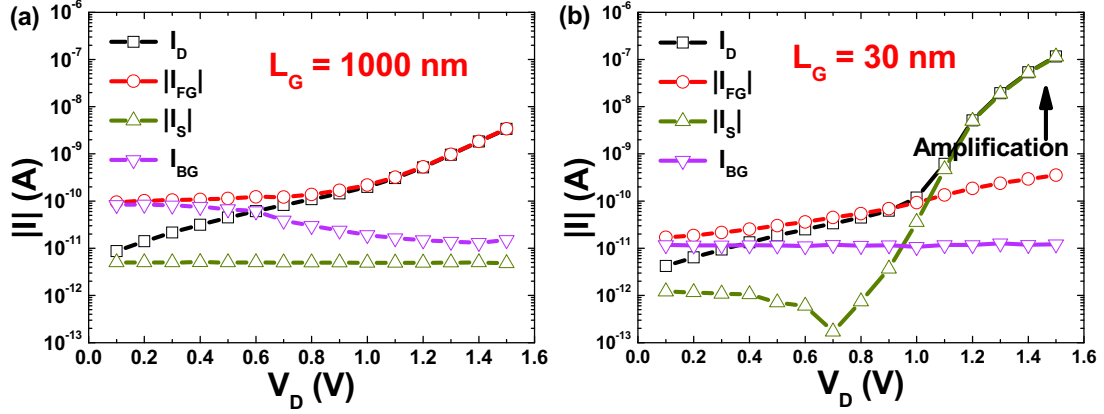 (a)
10⁻⁶
10⁻⁷
10⁻⁸
10⁻⁹
10⁻¹⁰
10⁻¹¹
10⁻¹²
10⁻¹³
|I| (A)
I_D
|I_FG|
|I_S|
I_BG
L_G = 1000 nm
0.0 0.2 0.4 0.6 0.8 1.0 1.2 1.4 1.6
V_D (V)
(b)
10⁻⁶
10⁻⁷
10⁻⁸
10⁻⁹
10⁻¹⁰
10⁻¹¹
10⁻¹²
10⁻¹³
|I| (A)
I_D
|I_FG|
|I_S|
I_BG
L_G = 30 nm
Amplification
0.0 0.2 0.4 0.6 0.8 1.0 1.2 1.4 1.6
V_D (V)